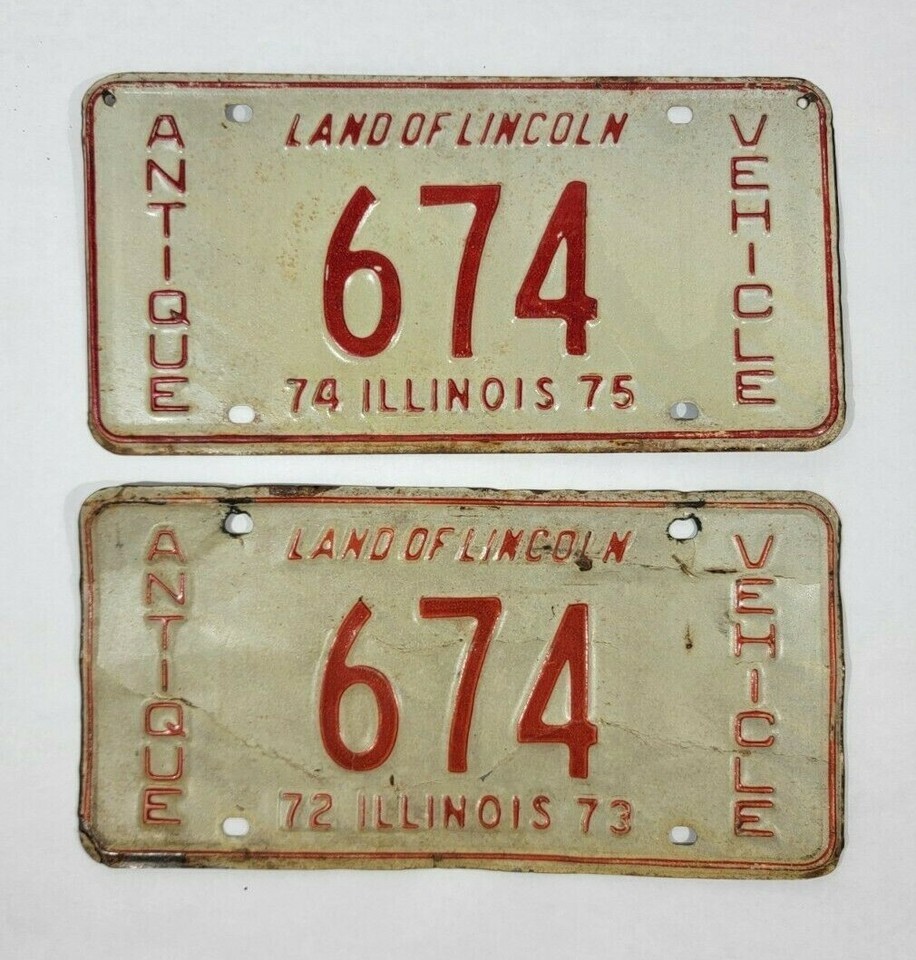 LAND OF LINCOLN
ANTIQUE
674
VEHICLE
74 ILLINOIS 75
LAND OF LINCOLN
ANTIQUE
674
VEHICLE
72 ILLINOIS 73